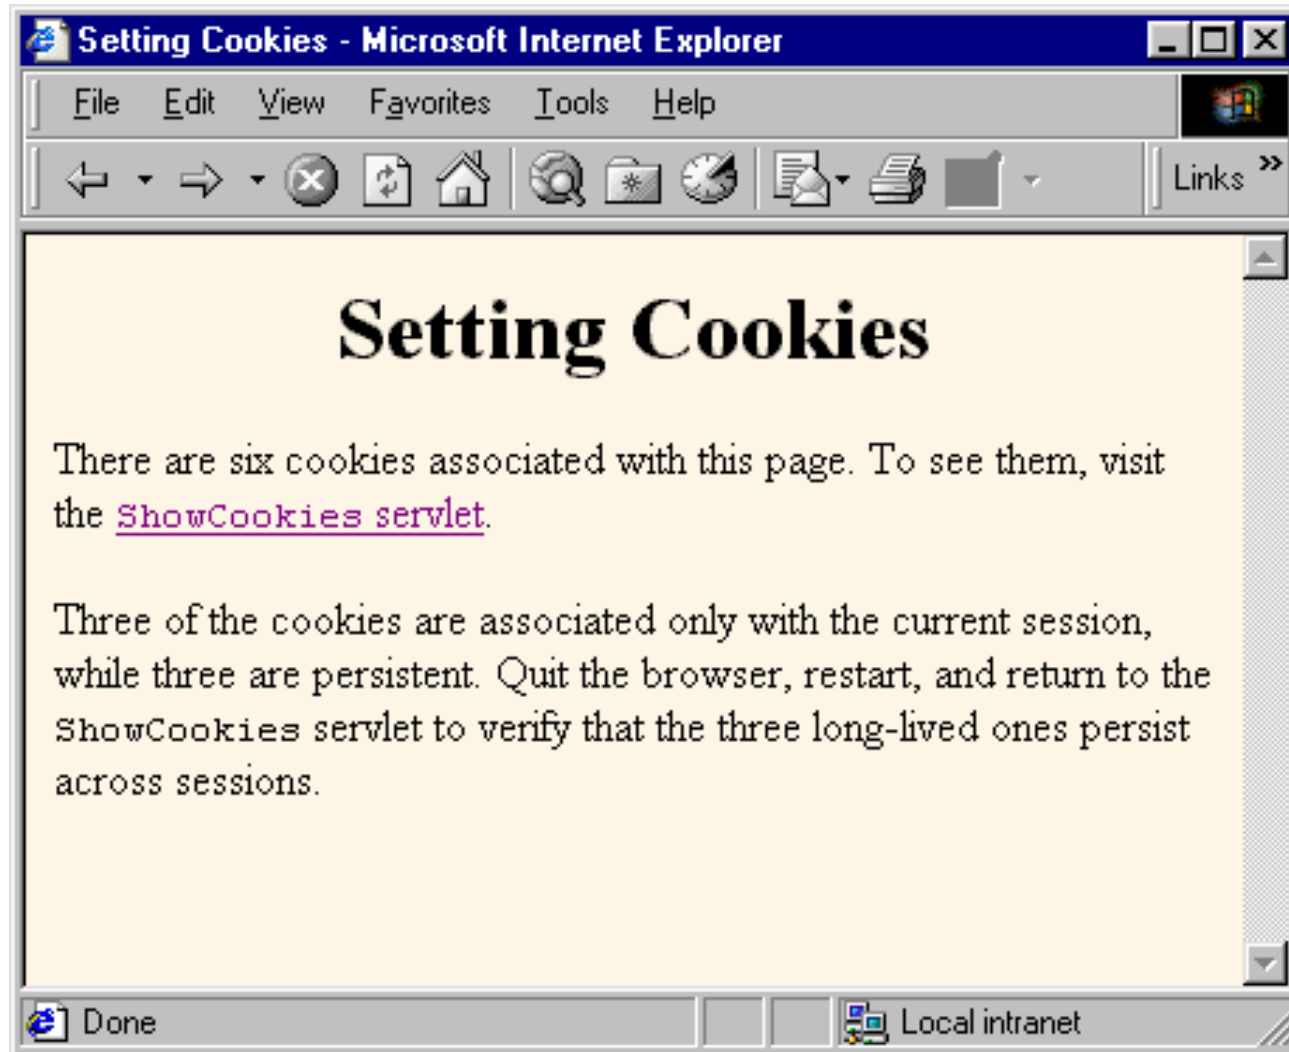 Setting Cookies - Microsoft Internet Explorer
File Edit View Favorites Tools Help
Links »
Setting Cookies
There are six cookies associated with this page. To see them, visit
the ShowCookies servlet.
Three of the cookies are associated only with the current session,
while three are persistent. Quit the browser, restart, and return to the
ShowCookies servlet to verify that the three long-lived ones persist
across sessions.
Done Local intranet